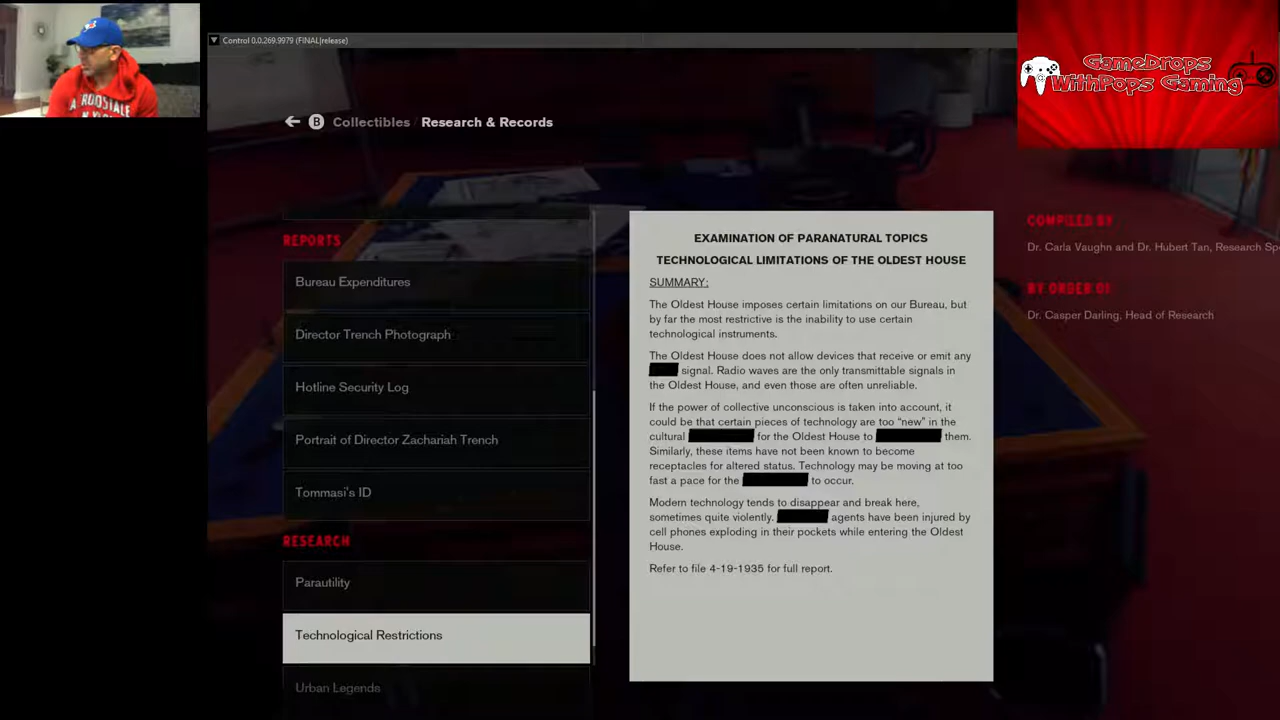 Control 0.0.269.9979 (FINAL|release)
GameDrops
WithPops Gaming
B Collectibles / Research & Records
REPORTS
Bureau Expenditures
Director Trench Photograph
Hotline Security Log
Portrait of Director Zachariah Trench
Tommasi's ID
RESEARCH
Parautility
Technological Restrictions
Urban Legends
EXAMINATION OF PARANATURAL TOPICS
TECHNOLOGICAL LIMITATIONS OF THE OLDEST HOUSE
SUMMARY:
The Oldest House imposes certain limitations on our Bureau, but
by far the most restrictive is the inability to use certain
technological instruments.
The Oldest House does not allow devices that receive or emit any
signal. Radio waves are the only transmittable signals in
the Oldest House, and even those are often unreliable.
If the power of collective unconscious is taken into account, it
could be that certain pieces of technology are too “new” in the
cultural for the Oldest House to them.
Similarly, these items have not been known to become
receptacles for altered status. Technology may be moving at too
fast a pace for the to occur.
Modern technology tends to disappear and break here,
sometimes quite violently. agents have been injured by
cell phones exploding in their pockets while entering the Oldest
House.
Refer to file 4-19-1935 for full report.
COMPILED BY
Dr. Carla Vaughn and Dr. Hubert Tan, Research Spe
BY ORDER OF
Dr. Casper Darling, Head of Research